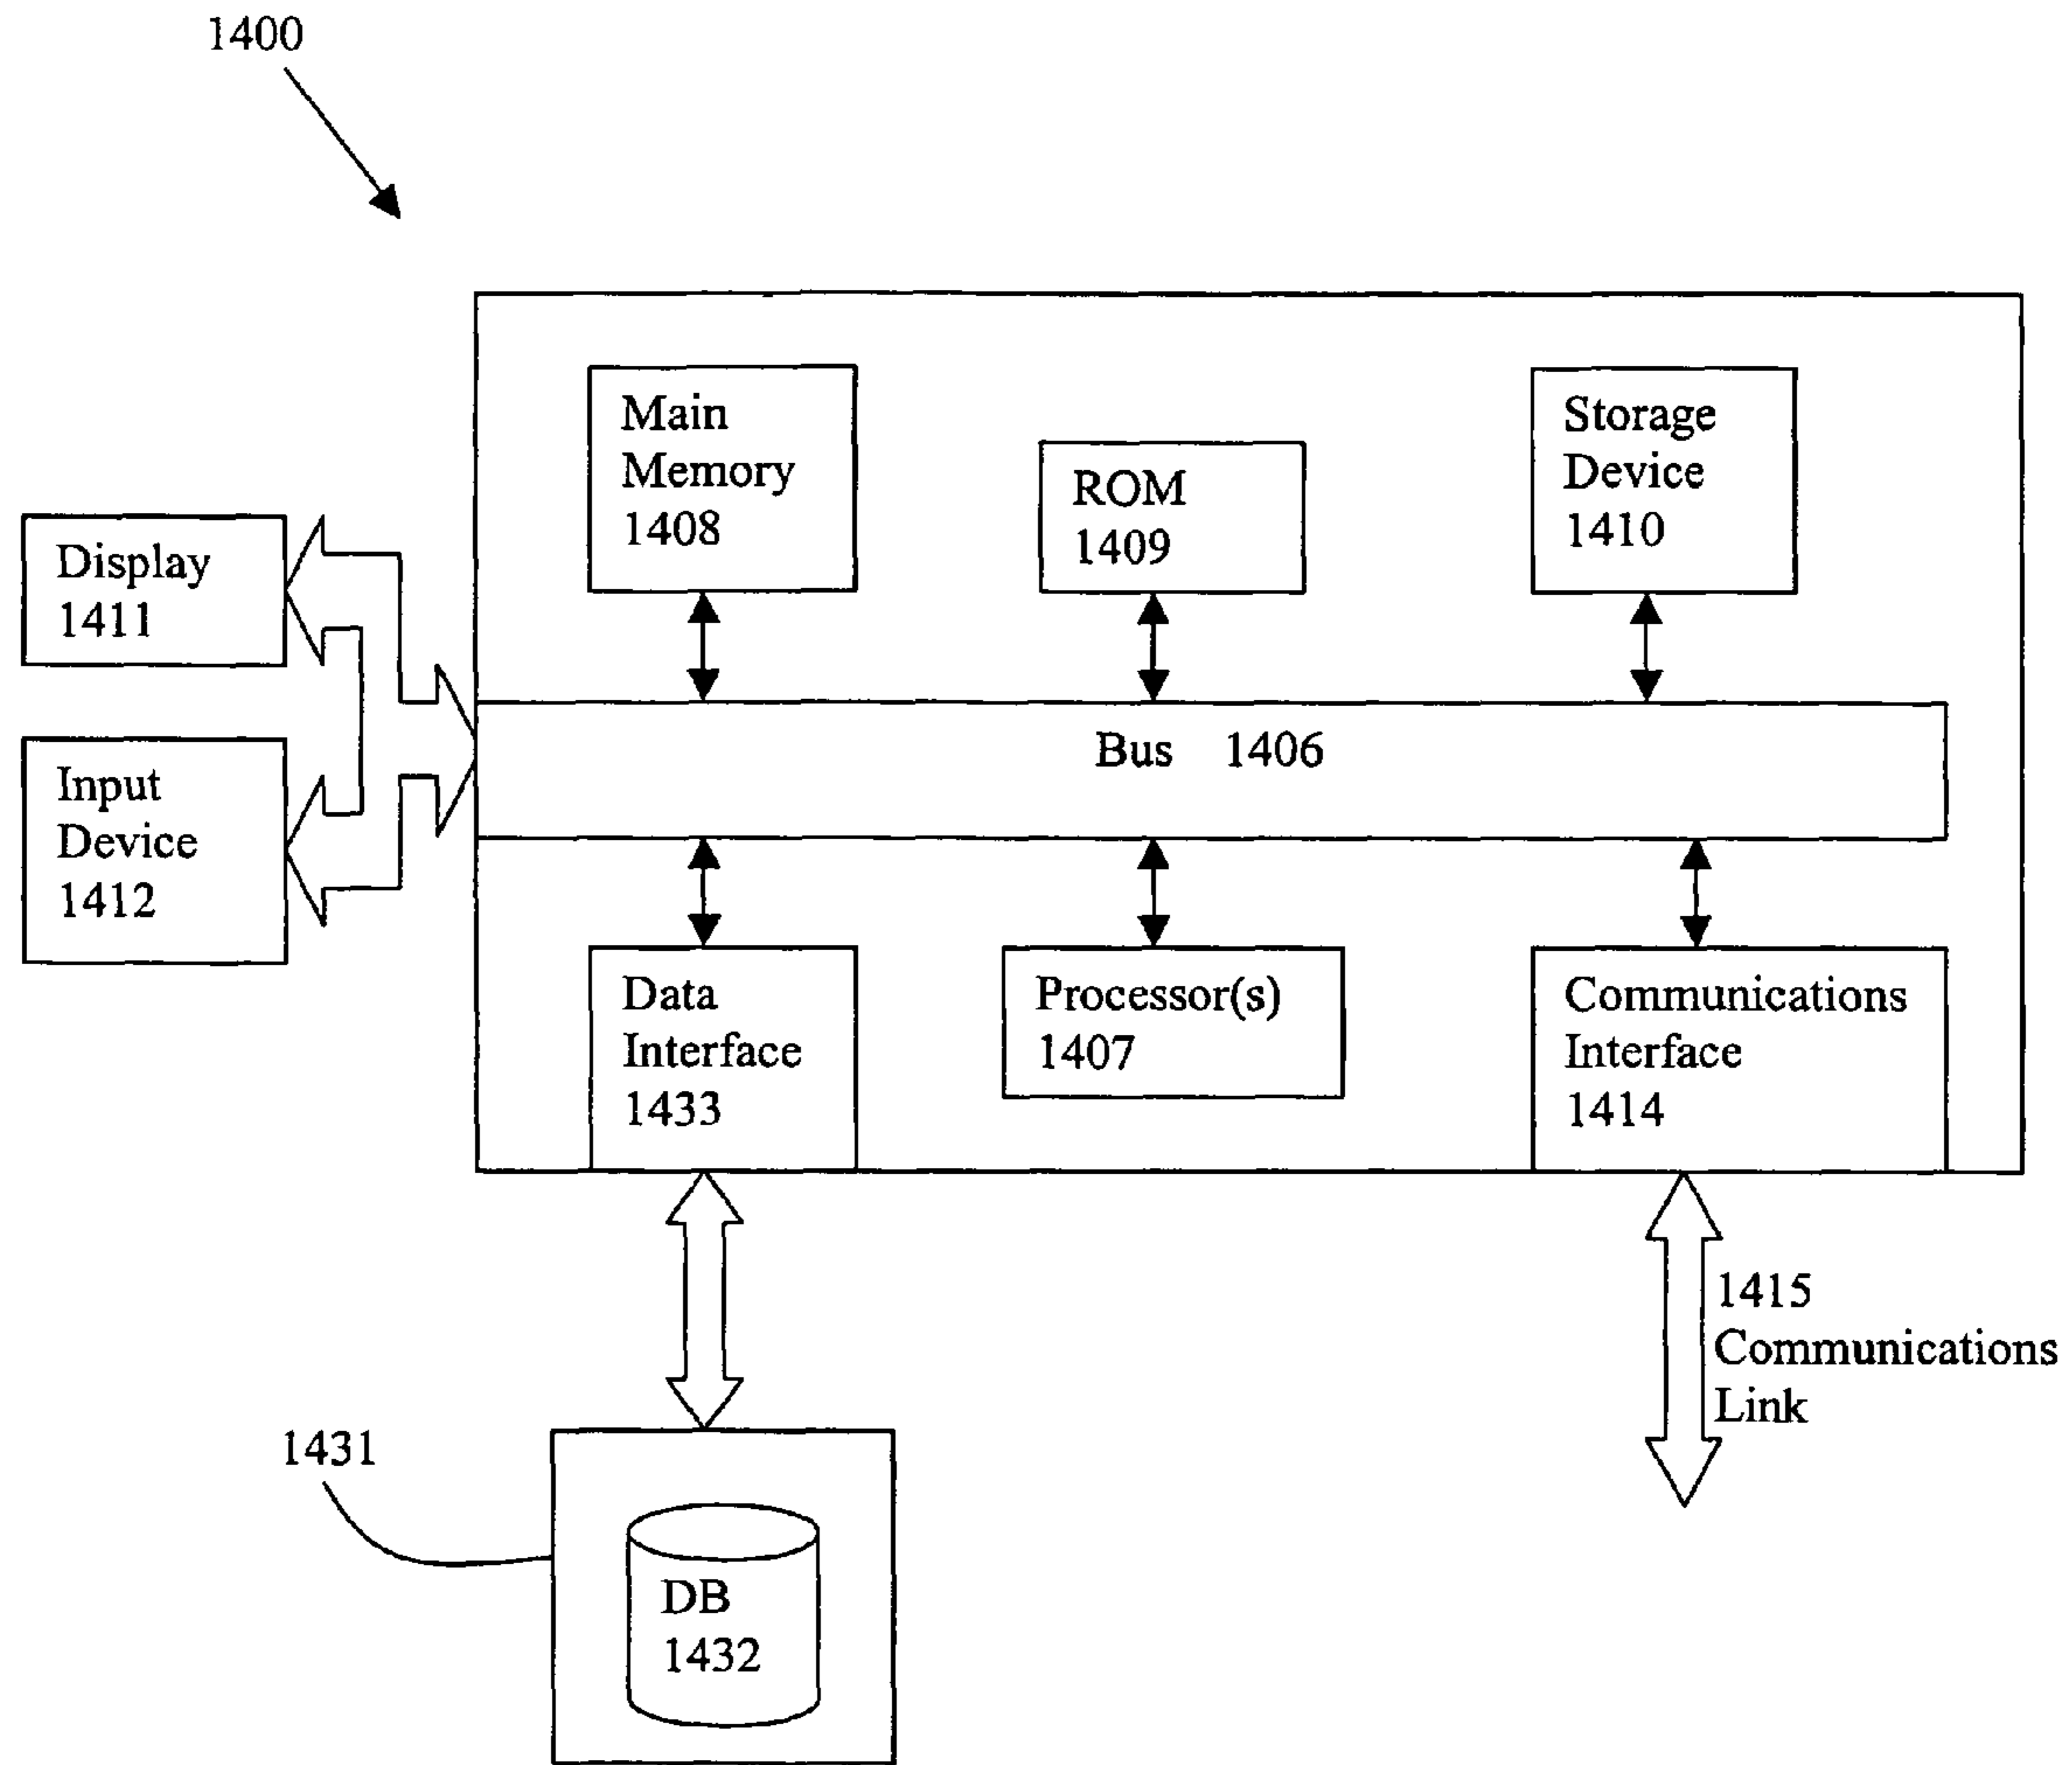 1400
Main
Memory
1408
ROM
1409
Storage
Device
1410
Display
1411
Input
Device
1412
Bus 1406
Data
Interface
1433
Processor(s)
1407
Communications
Interface
1414
1415
Communications
Link
1431
DB
1432